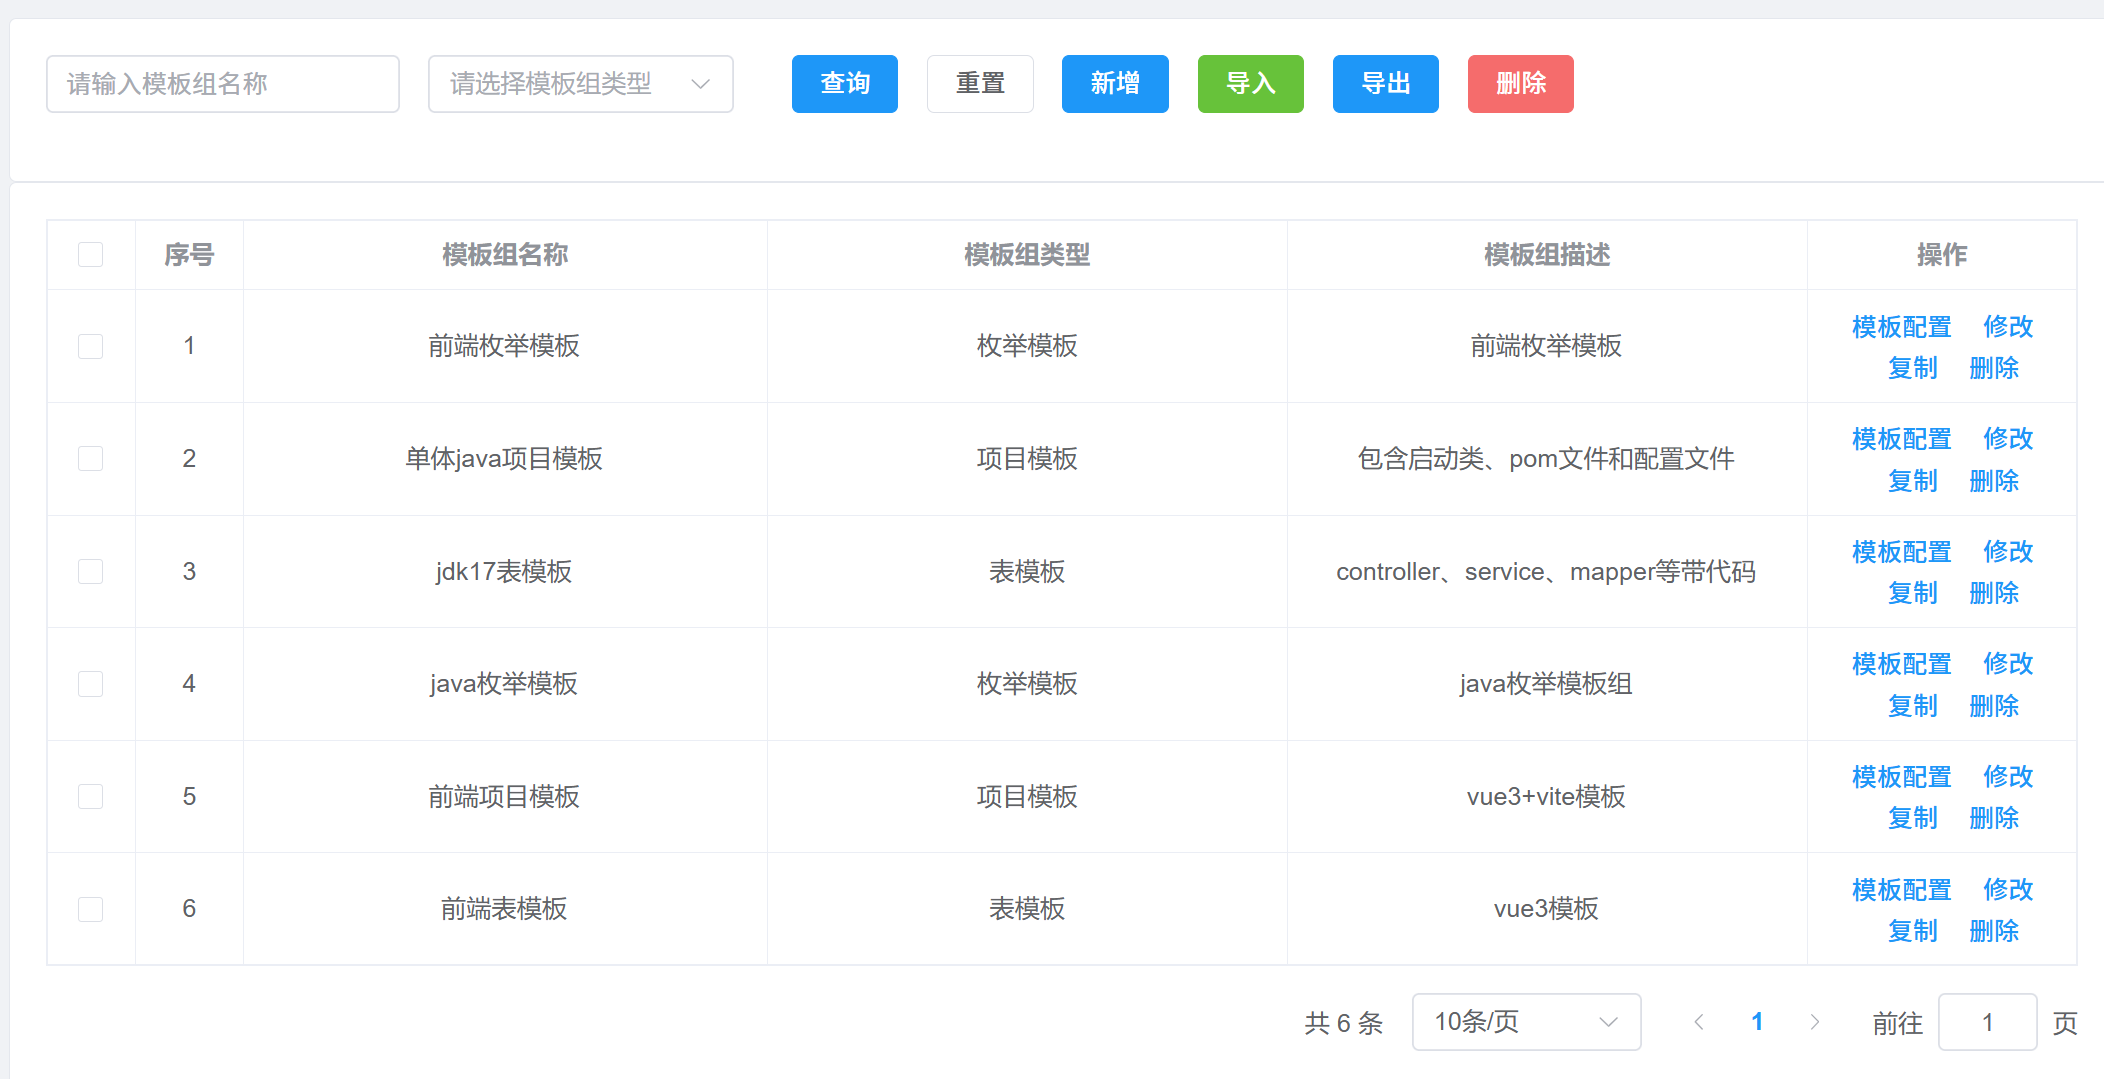 请输入模板组名称 请选择模板组类型 查询 重置 新增 导入 导出 删除
序号 模板组名称 模板组类型 模板组描述 操作
1 前端枚举模板 枚举模板 前端枚举模板 模板配置 修改
复制 删除
2 单体java项目模板 项目模板 包含启动类、pom文件和配置文件 模板配置 修改
复制 删除
3 jdk17表模板 表模板 controller、service、mapper等带代码 模板配置 修改
复制 删除
4 java枚举模板 枚举模板 java枚举模板组 模板配置 修改
复制 删除
5 前端项目模板 项目模板 vue3+vite模板 模板配置 修改
复制 删除
6 前端表模板 表模板 vue3模板 模板配置 修改
复制 删除
共 6 条 10条/页 1 前往 1 页